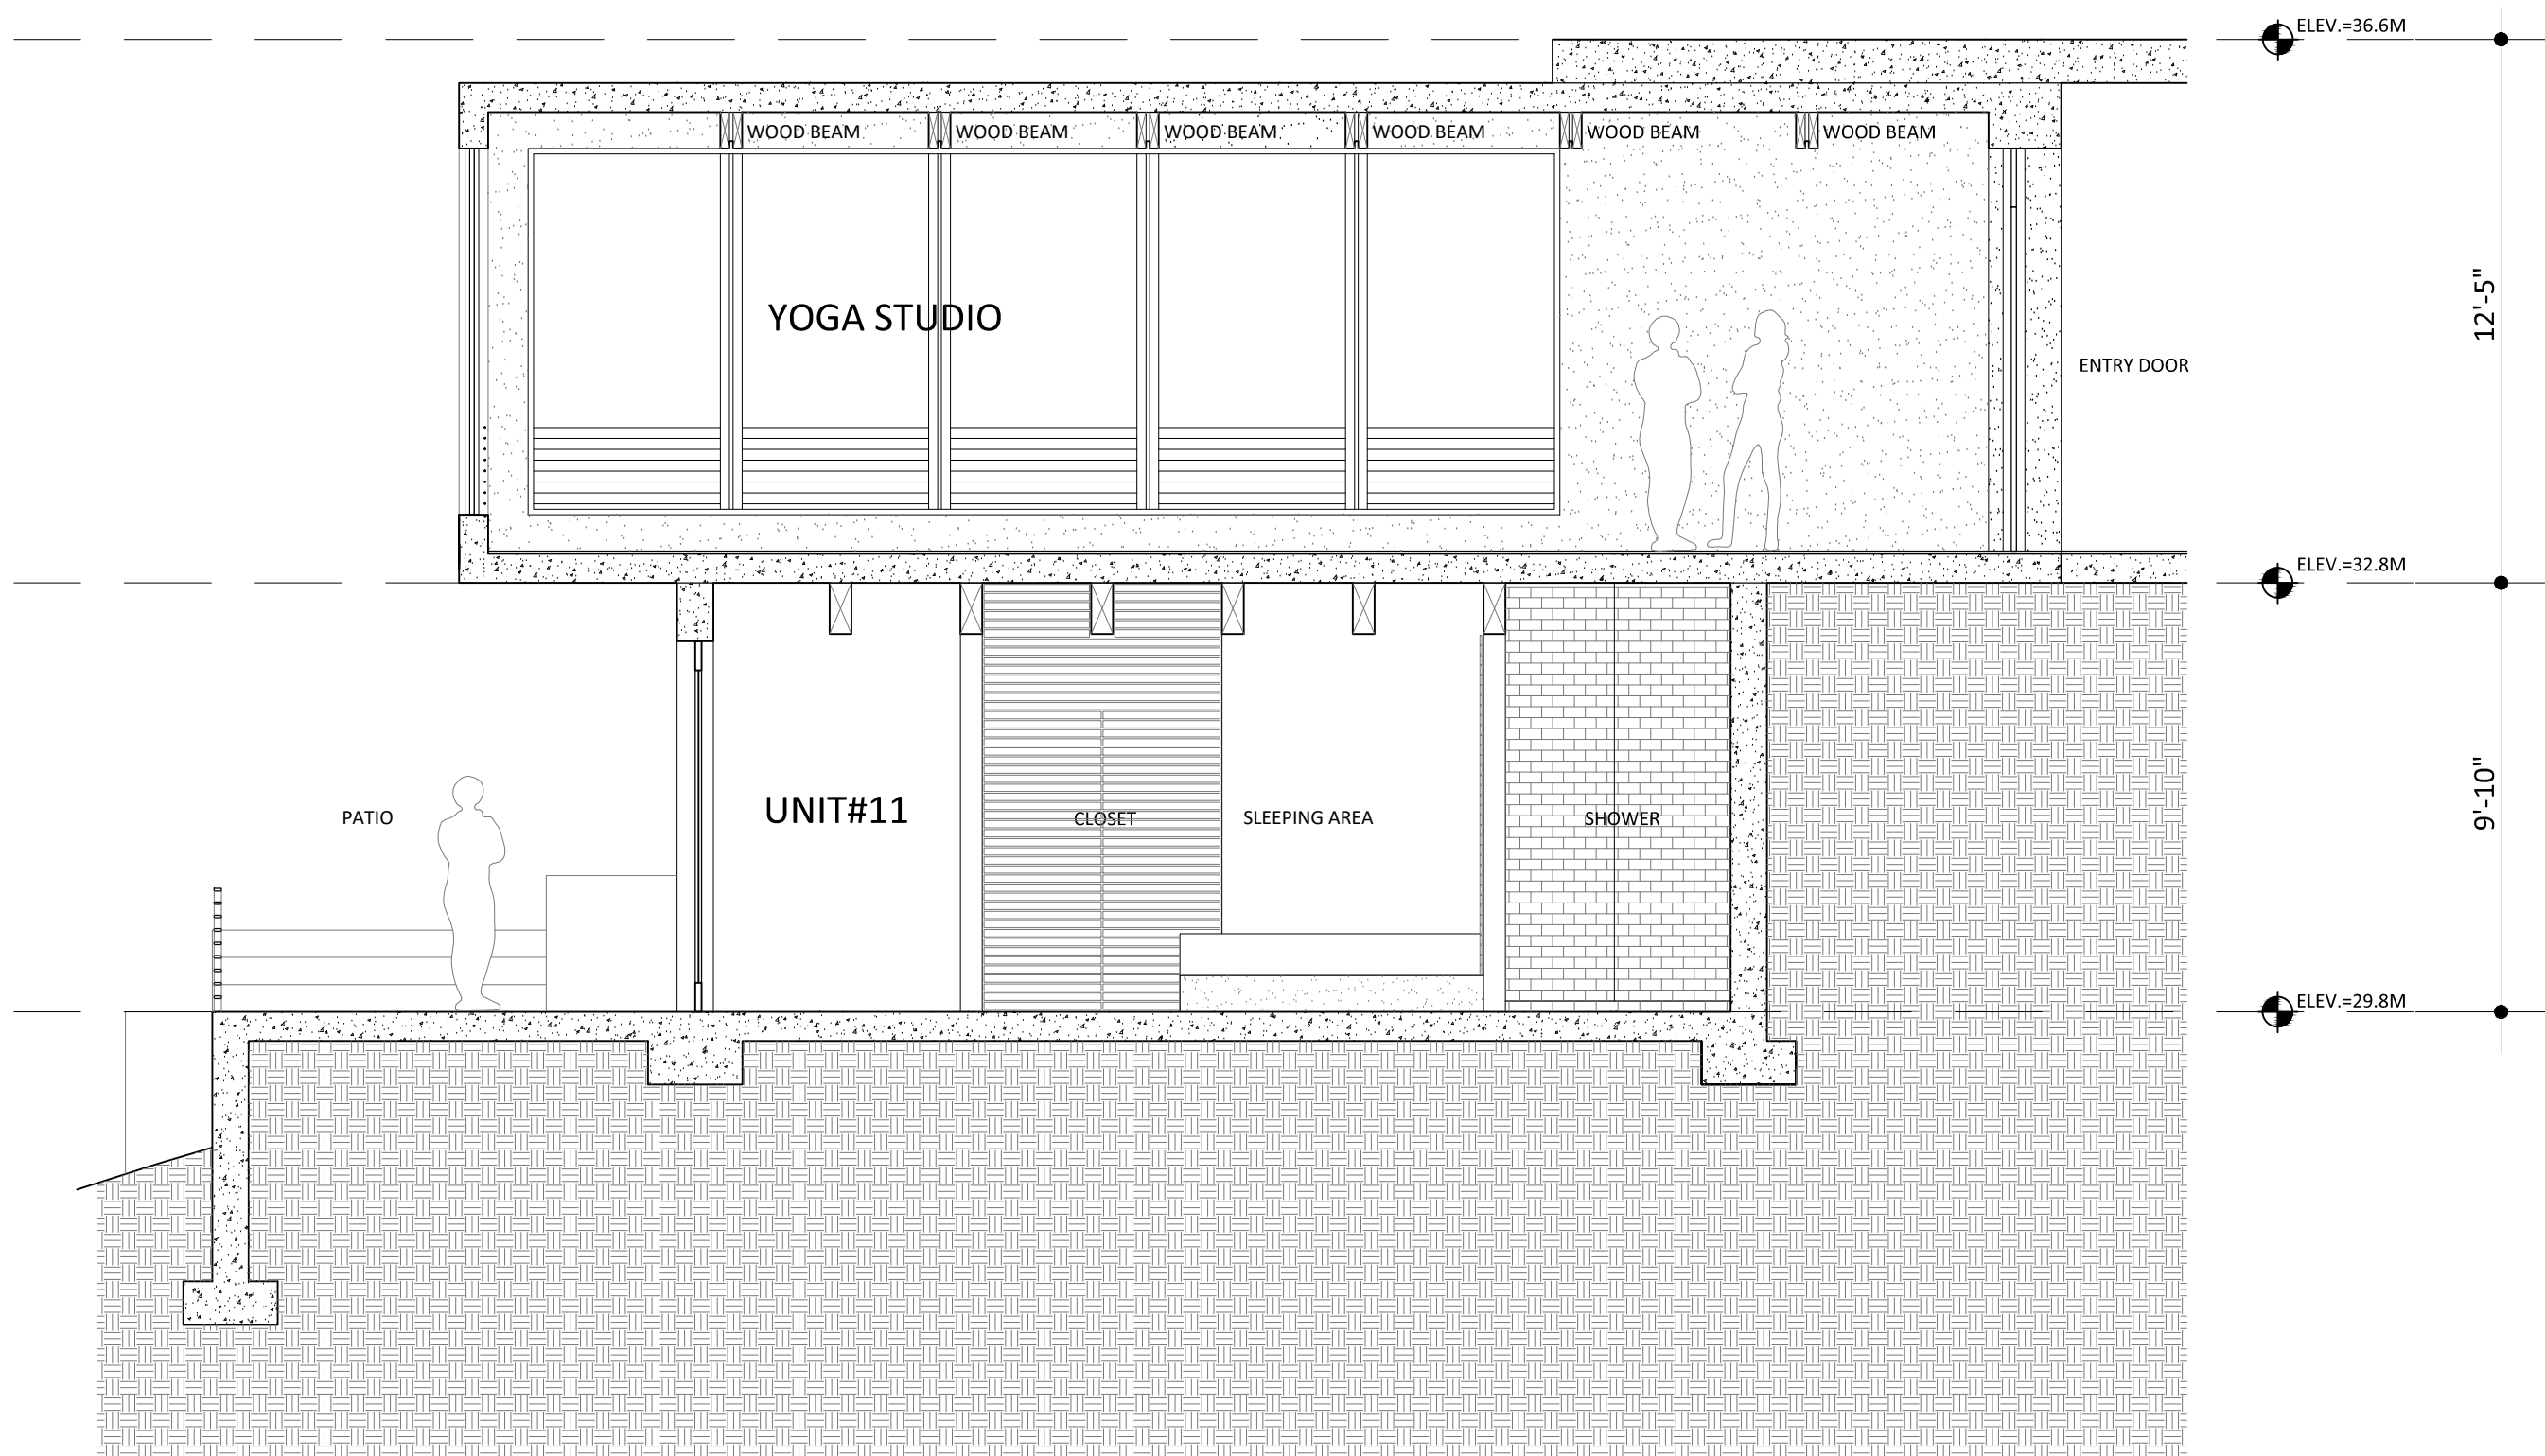 ELEV.=36.6M
WOOD BEAM
WOOD BEAM
WOOD BEAM
WOOD BEAM
WOOD BEAM
WOOD BEAM
YOGA STUDIO
12'-5"
ENTRY DOOR
ELEV.=32.8M
9'-10"
PATIO
UNIT#11
CLOSET
SLEEPING AREA
SHOWER
ELEV.=29.8M